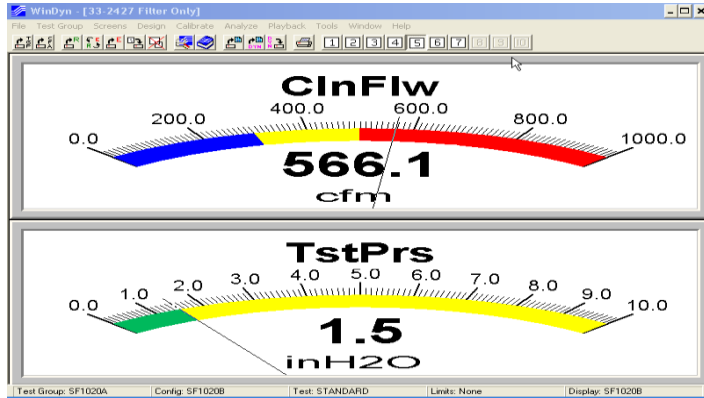 WinDyn - [33-2427 Filter Only]
File Test Group Screens Design Calibrate Analyze Playback Tools Window Help
1 2 3 4 5 6 7 8 9 10
ClnFlw
0.0 200.0 400.0 600.0 800.0 1000.0
566.1
cfm
TstPrs
0.0 1.0 2.0 3.0 4.0 5.0 6.0 7.0 8.0 9.0 10.0
1.5
inH2O
Test Group: SF1020A Config: SF1020B Test: STANDARD Limits: None Display: SF1020B